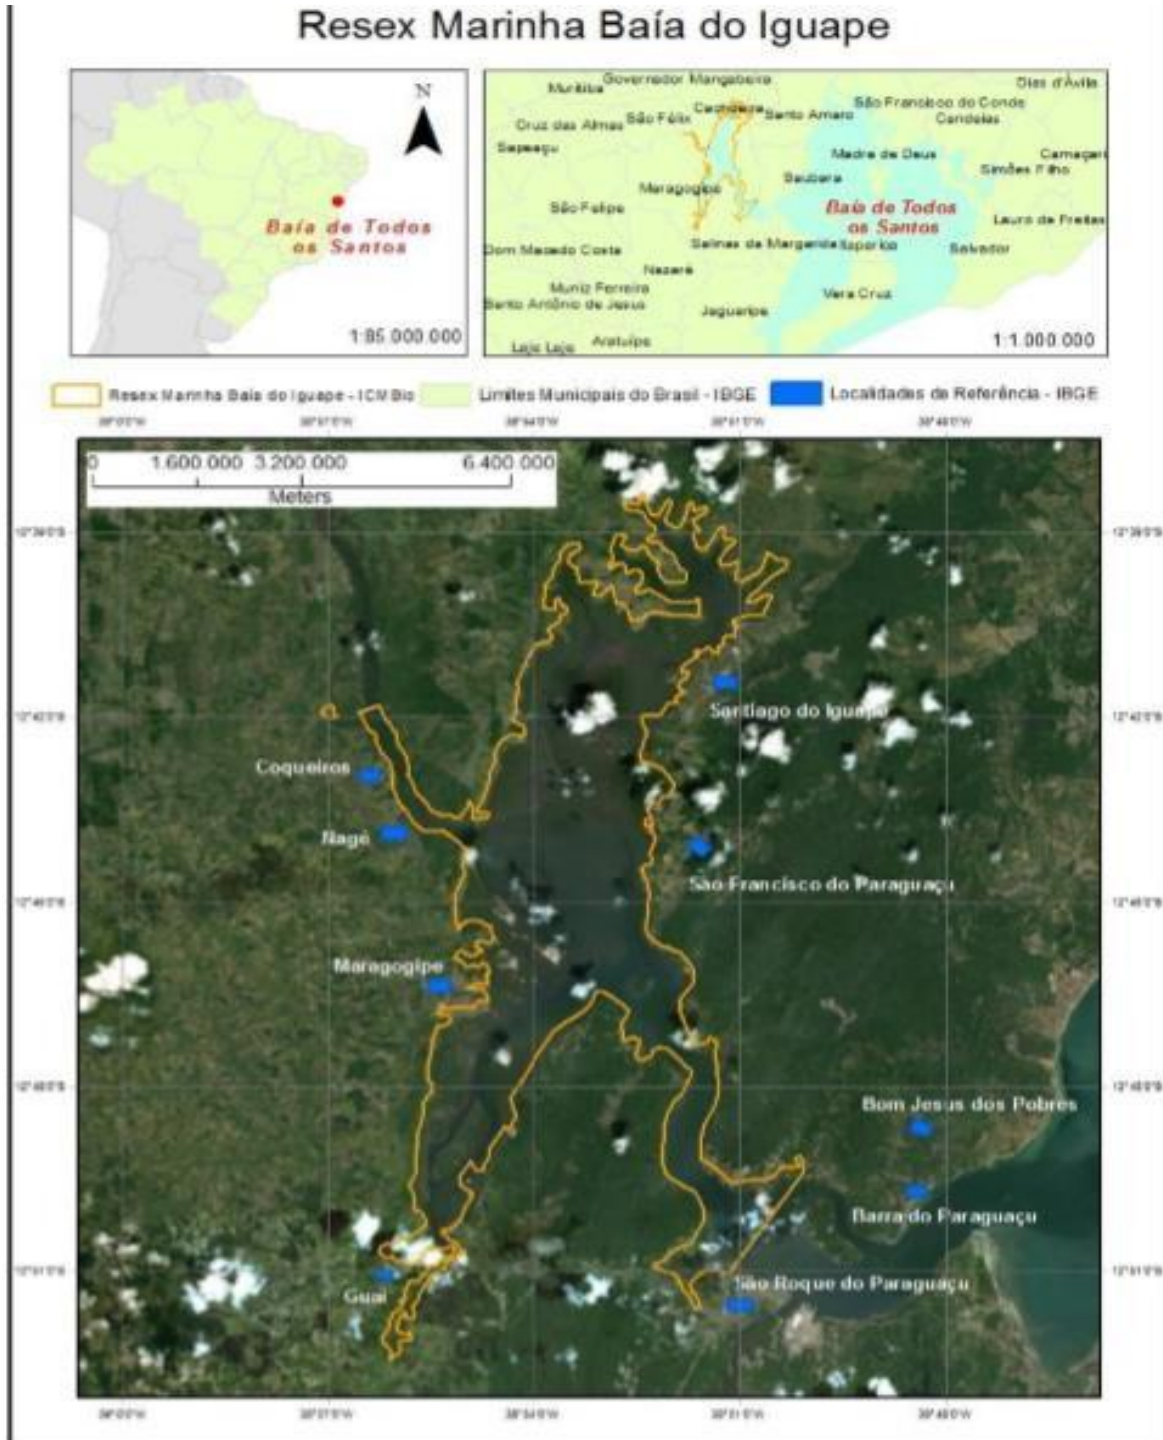 Resex Marinha Baía do Iguape
N
Baía de Todos
os Santos
1:85.000.000
Governador Mangabeira
Muritiba
Dias d'Ávila
Cachoeira
São Francisco do Conde
Cruz das Almas
São Félix
Santo Amaro
Candeias
Sapeaçu
Madre de Deus
Camaçari
Simões Filho
Saubara
Maragogipe
São Felipe
Baía de Todos
os Santos
Lauro de Freitas
Dom Macedo Costa
Salinas da Margarida
Itaparica
Salvador
Nazaré
Muniz Ferreira
Vera Cruz
Santo Antônio de Jesus
Jaguaripe
Aratuípe
1:1.000.000
Laje Laje
Resex Marinha Baía do Iguape - ICMBio
Limites Municipais do Brasil - IBGE
Localidades de Referência - IBGE
0 1.600.000 3.200.000 6.400.000
Meters
Santiago do Iguape
Coqueiros
Nagé
São Francisco do Paraguaçu
Maragogipe
Bom Jesus dos Pobres
Barra do Paraguaçu
São Roque do Paraguaçu
Guaí